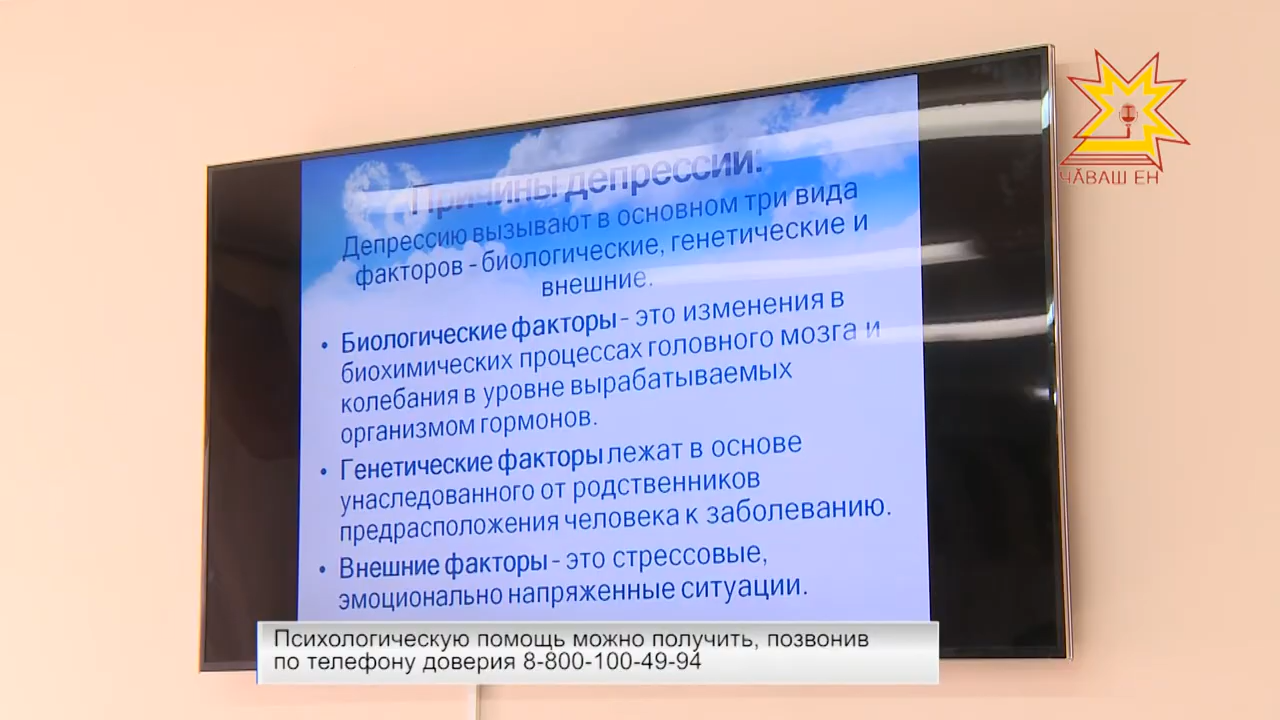 ЧӐВАШ ЕН
Причины депрессии:
Депрессию вызывают в основном три вида
факторов - биологические, генетические и
внешние.
• Биологические факторы - это изменения в
биохимических процессах головного мозга и
колебания в уровне вырабатываемых
организмом гормонов.
• Генетические факторы лежат в основе
унаследованного от родственников
предрасположения человека к заболеванию.
• Внешние факторы - это стрессовые,
эмоционально напряженные ситуации.
Психологическую помощь можно получить, позвонив
по телефону доверия 8-800-100-49-94